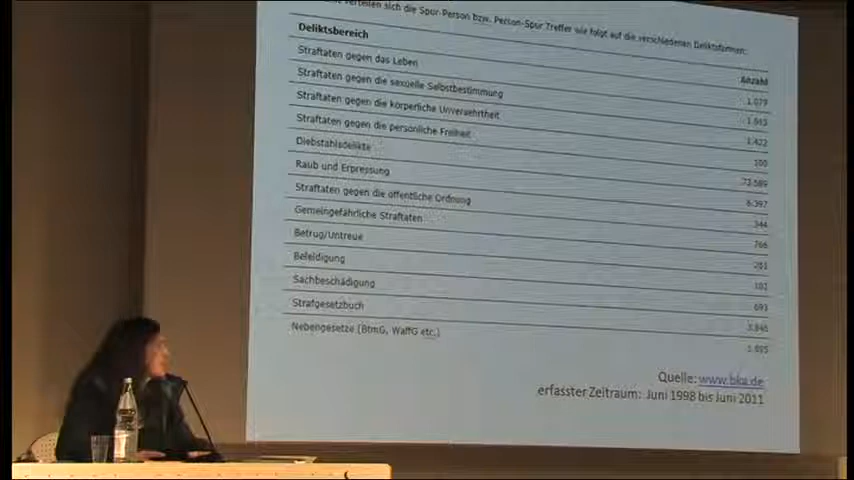 verteilen sich die Spur-Person bzw. Person-Spur Treffer wie folgt auf die verschiedenen Deliktsformen:
Deliktsbereich Anzahl
Straftaten gegen das Leben 1.079
Straftaten gegen die sexuelle Selbstbestimmung
Straftaten gegen die körperliche Unversehrtheit 1.422
Straftaten gegen die persönliche Freiheit
Diebstahlsdelikte 73.589
Raub und Erpressung 6.397
Straftaten gegen die öffentliche Ordnung 344
Gemeingefährliche Straftaten 766
Betrug/Untreue
Beleidigung
Sachbeschädigung 693
Strafgesetzbuch
Nebengesetze (BtmG, WaffG etc.)
Quelle: www.bka.de
erfasster Zeitraum: Juni 1998 bis Juni 2011